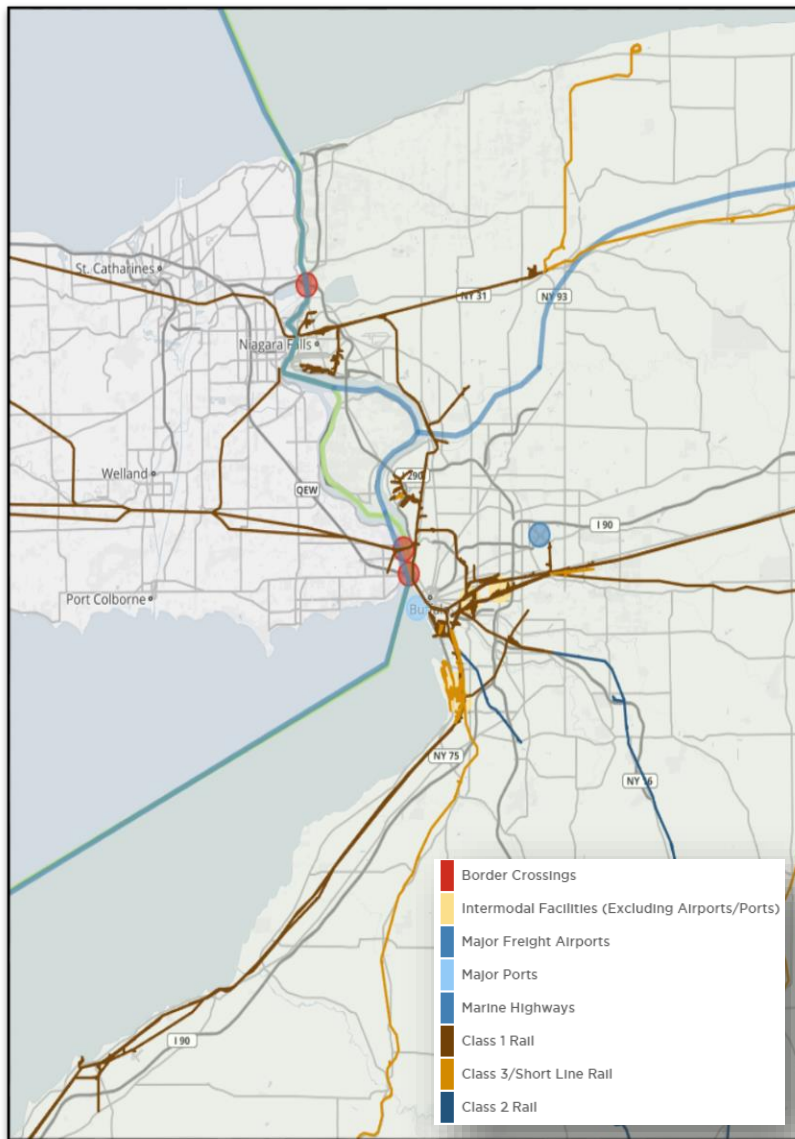 St. Catharines
NY 31
NY 93
Niagara Falls
Welland
290
QEW
I 90
Port Colborne
NY 75
I 90
Border Crossings
Intermodal Facilities (Excluding Airports/Ports)
Major Freight Airports
Major Ports
Marine Highways
Class 1 Rail
Class 3/Short Line Rail
Class 2 Rail